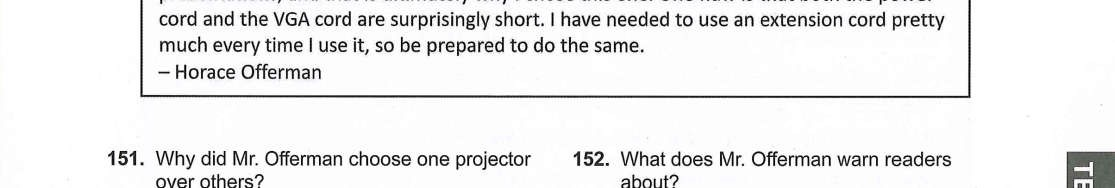 cord and the VGA cord are surprisingly short. I have needed to use an extension cord pretty
much every time I use it, so be prepared to do the same.
– Horace Offerman
151. Why did Mr. Offerman choose one projector
over others?
152. What does Mr. Offerman warn readers
about?
TE